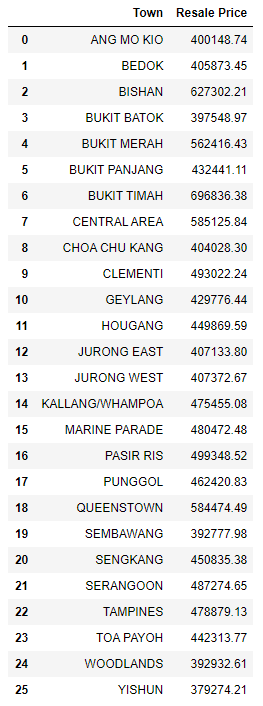 Town Resale Price
0 ANG MO KIO 400148.74
1 BEDOK 405873.45
2 BISHAN 627302.21
3 BUKIT BATOK 397548.97
4 BUKIT MERAH 562416.43
5 BUKIT PANJANG 432441.11
6 BUKIT TIMAH 696836.38
7 CENTRAL AREA 585125.84
8 CHOA CHU KANG 404028.30
9 CLEMENTI 493022.24
10 GEYLANG 429776.44
11 HOUGANG 449869.59
12 JURONG EAST 407133.80
13 JURONG WEST 407372.67
14 KALLANG/WHAMPOA 475455.08
15 MARINE PARADE 480472.48
16 PASIR RIS 499348.52
17 PUNGGOL 462420.83
18 QUEENSTOWN 584474.49
19 SEMBAWANG 392777.98
20 SENGKANG 450835.38
21 SERANGOON 487274.65
22 TAMPINES 478879.13
23 TOA PAYOH 442313.77
24 WOODLANDS 392932.61
25 YISHUN 379274.21